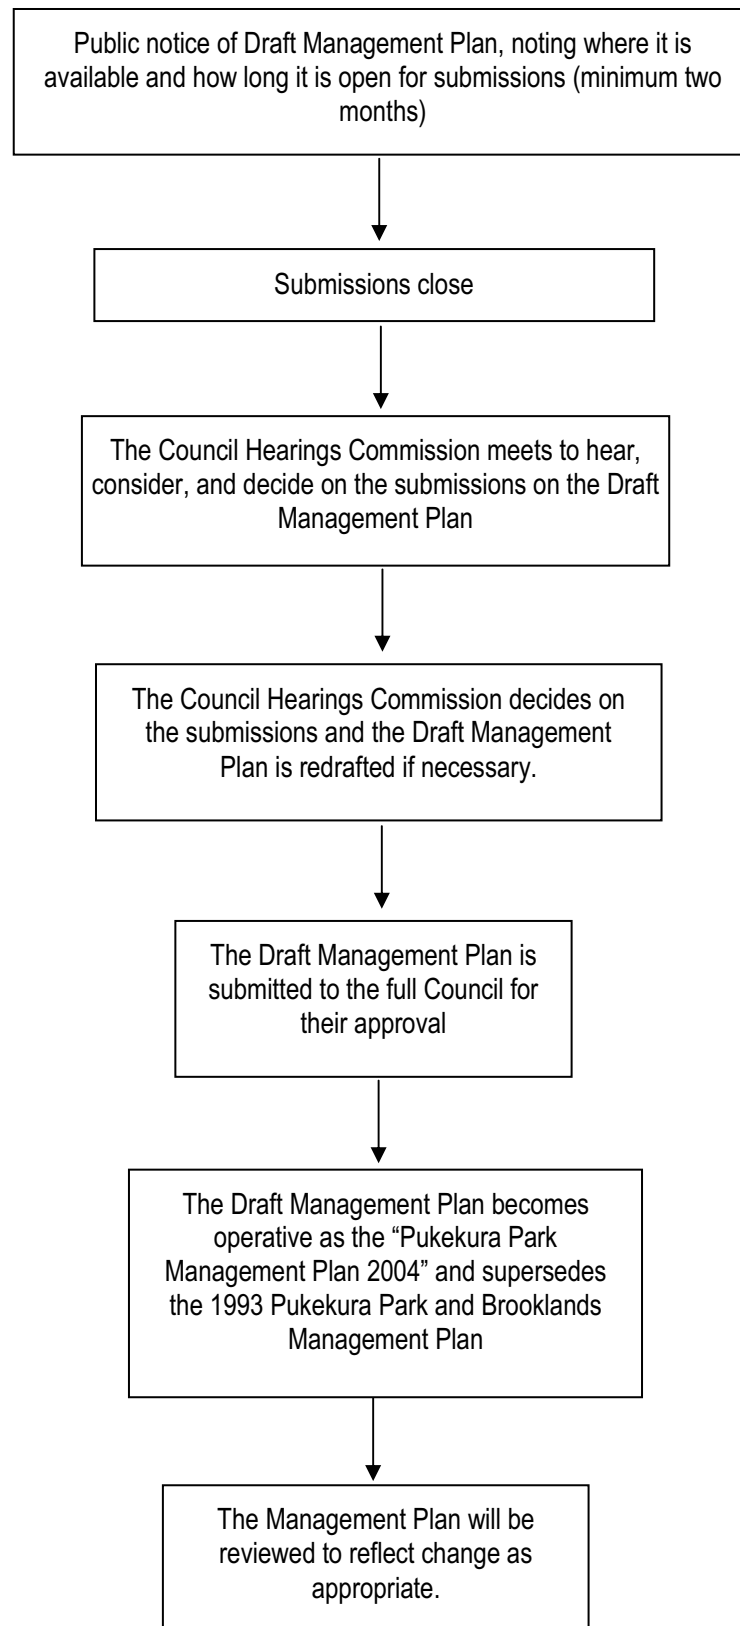 Public notice of Draft Management Plan, noting where it is
available and how long it is open for submissions (minimum two
months)
Submissions close
The Council Hearings Commission meets to hear,
consider, and decide on the submissions on the Draft
Management Plan
The Council Hearings Commission decides on
the submissions and the Draft Management
Plan is redrafted if necessary.
The Draft Management Plan is
submitted to the full Council for
their approval
The Draft Management Plan becomes
operative as the “Pukekura Park
Management Plan 2004” and supersedes
the 1993 Pukekura Park and Brooklands
Management Plan
The Management Plan will be
reviewed to reflect change as
appropriate.